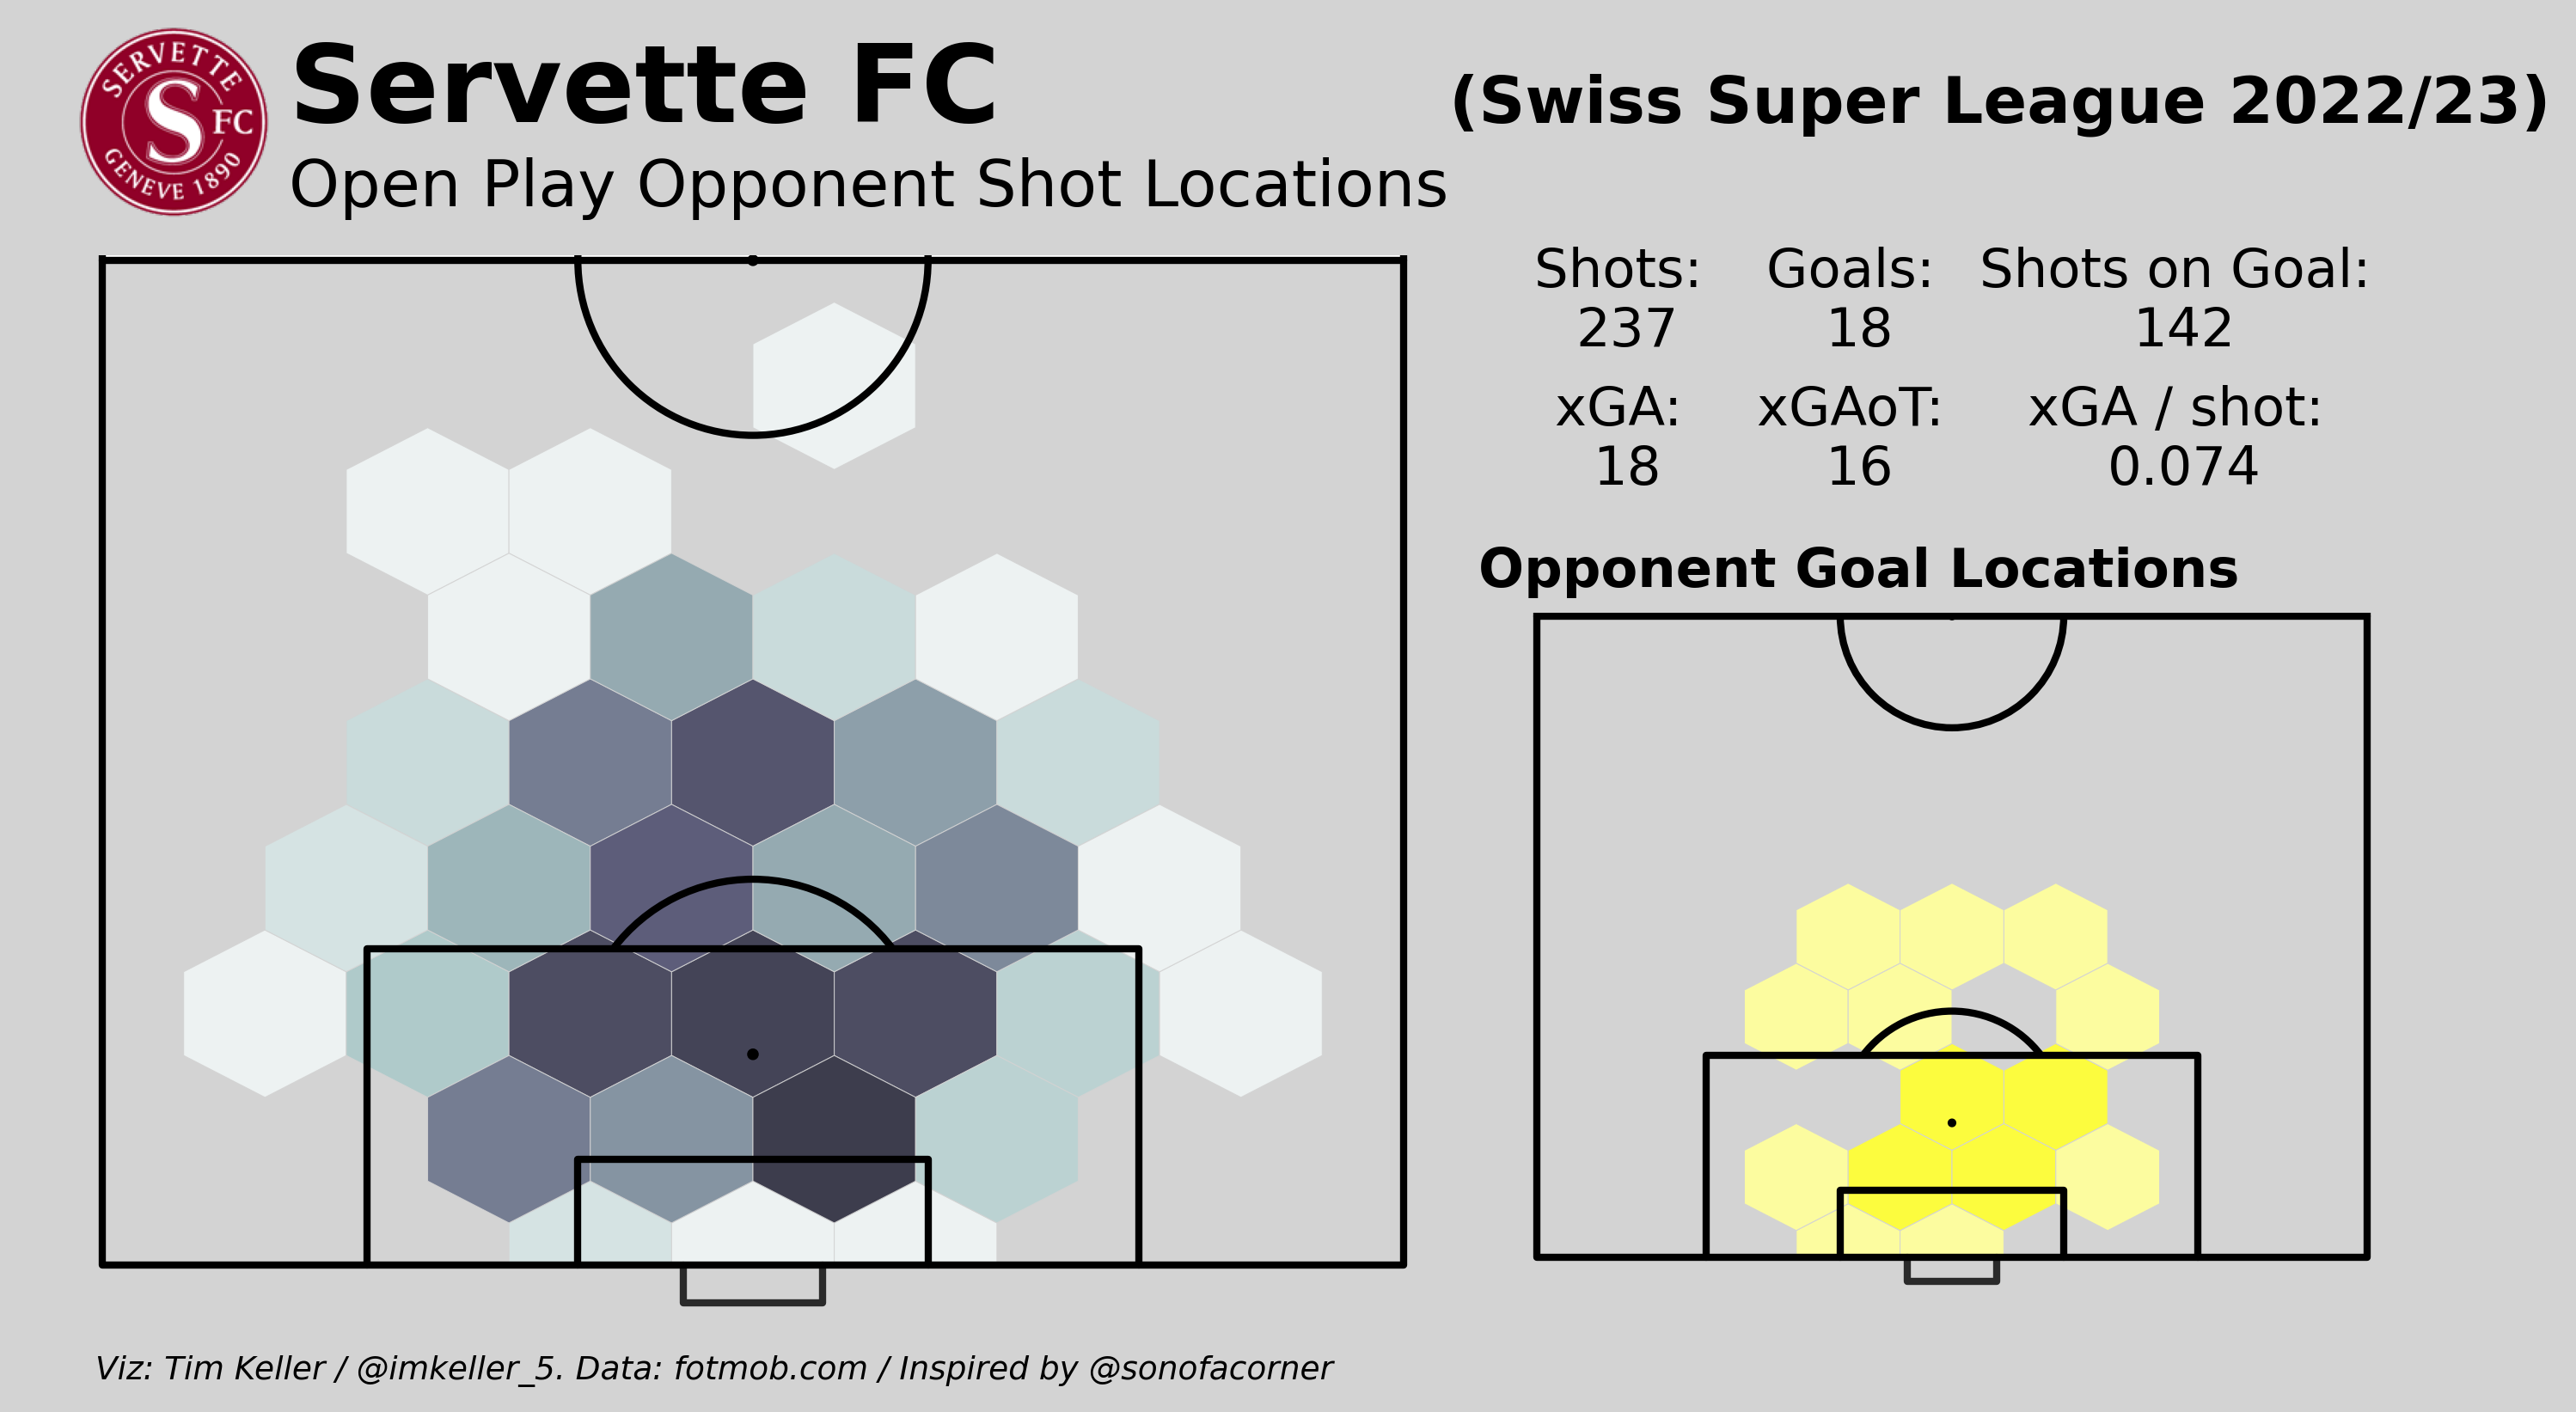 SERVETTE
S FC
GENEVE 1890
Servette FC
(Swiss Super League 2022/23)
Open Play Opponent Shot Locations
Shots: Goals: Shots on Goal:
237 18 142
xGA: xGAoT: xGA / shot:
18 16 0.074
Opponent Goal Locations
Viz: Tim Keller / @imkeller_5. Data: fotmob.com / Inspired by @sonofacorner